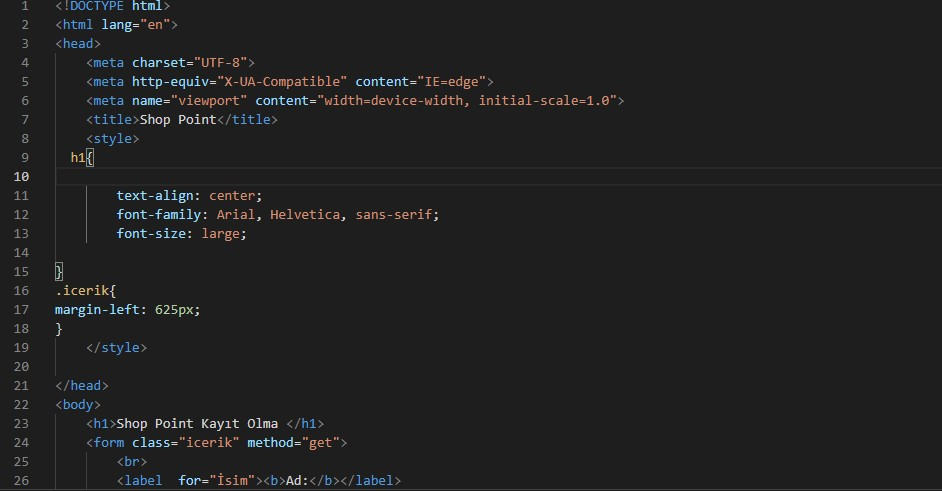 1 <!DOCTYPE html>
2 <html lang="en">
3 <head>
4 <meta charset="UTF-8">
5 <meta http-equiv="X-UA-Compatible" content="IE=edge">
6 <meta name="viewport" content="width=device-width, initial-scale=1.0">
7 <title>Shop Point</title>
8 <style>
9 h1{
10
11 text-align: center;
12 font-family: Arial, Helvetica, sans-serif;
13 font-size: large;
14
15 }
16 .icerik{
17 margin-left: 625px;
18 }
19 </style>
20
21 </head>
22 <body>
23 <h1>Shop Point Kayıt Olma </h1>
24 <form class="icerik" method="get">
25 <br>
26 <label  for="İsim"><b>Ad:</b></label>